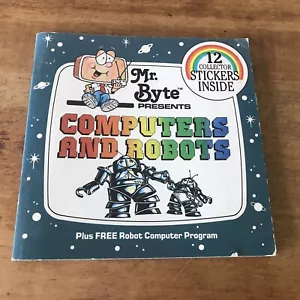 Mr.
Byte™
PRESENTS
12
COLLECTOR
STICKERS
INSIDE
COMPUTERS
AND ROBOTS
Plus FREE Robot Computer Program